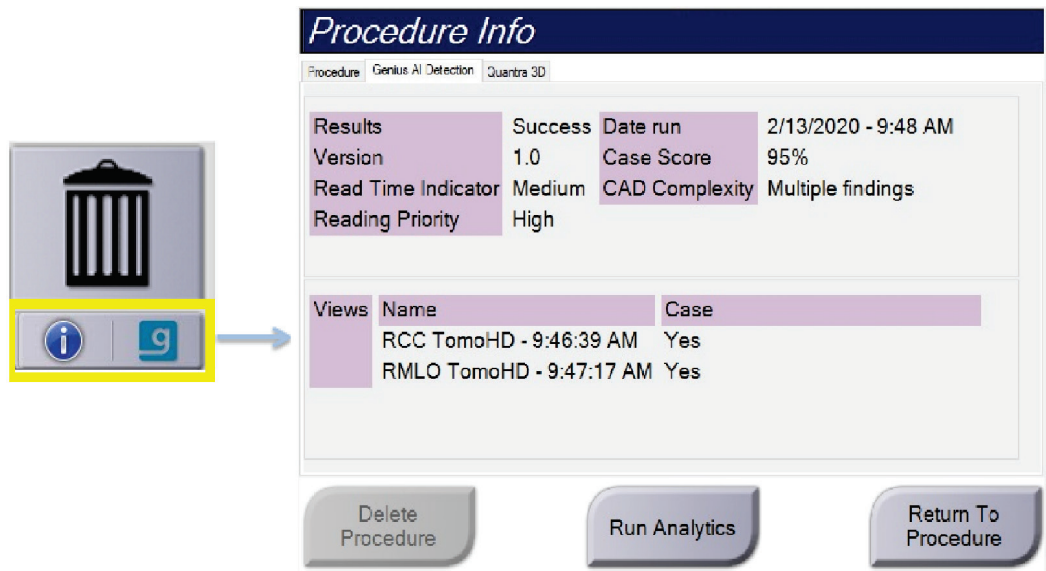 Procedure Info
Procedure Genius AI Detection Quantra 3D
Results Success Date run 2/13/2020 - 9:48 AM
Version 1.0 Case Score 95%
Read Time Indicator Medium CAD Complexity Multiple findings
Reading Priority High
i g
Views Name Case
RCC TomoHD - 9:46:39 AM Yes
RMLO TomoHD - 9:47:17 AM Yes
Delete
Procedure
Run Analytics
Return To
Procedure